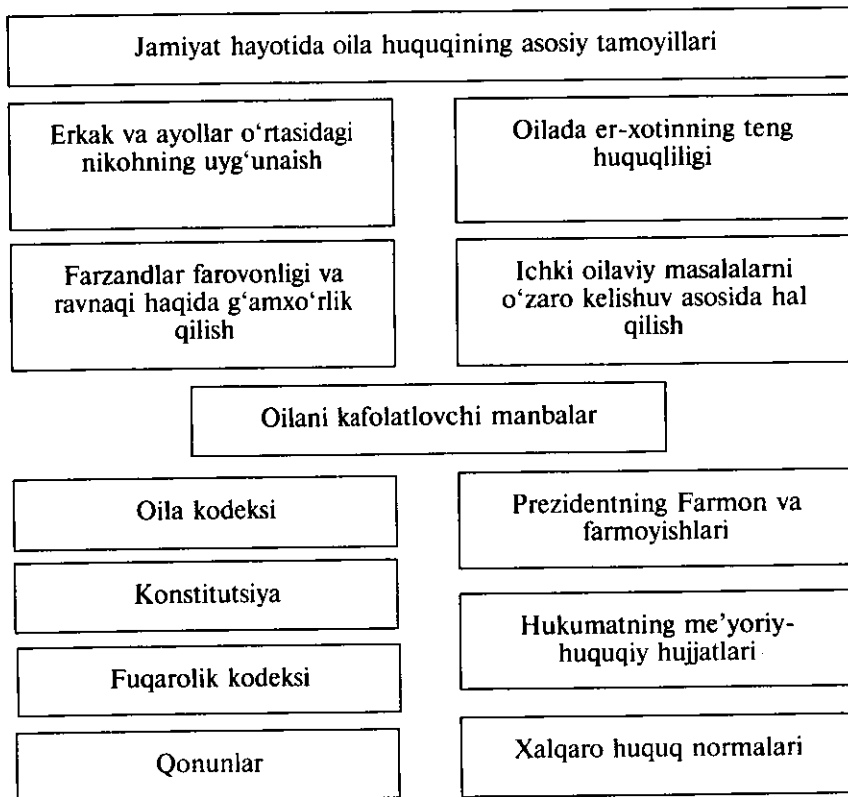 Jamiyat hayotida oila huquqining asosiy tamoyillari
Erkak va ayollar o‘rtasidagi
nikohning uyg‘unaish
Oilada er-xotinning teng
huquqliligi
Farzandlar farovonligi va
ravnaqi haqida g‘amxo‘rlik
qilish
Ichki oilaviy masalalarni
o‘zaro kelishuv asosida hal
qilish
Oilani kafolatlovchi manbalar
Oila kodeksi
Prezidentning Farmon va
farmoyishlari
Konstitutsiya
Hukumatning me’yoriy-
huquqiy hujjatlari
Fuqarolik kodeksi
Qonunlar
Xalqaro huquq normalari